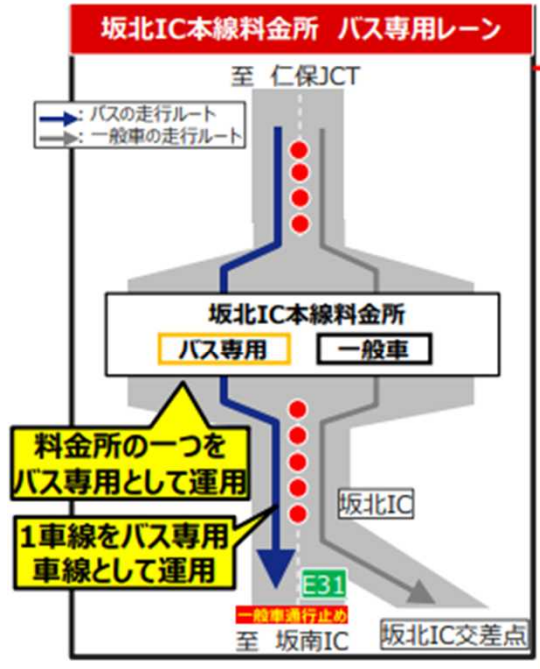 坂北IC本線料金所 バス専用レーン
至 仁保JCT
: バスの走行ルート
: 一般車の走行ルート
坂北IC本線料金所
バス専用
一般車
料金所の一つを
バス専用として運用
1車線をバス専用
車線として運用
坂北IC
E31
一般車通行止め
至 坂南IC
坂北IC交差点